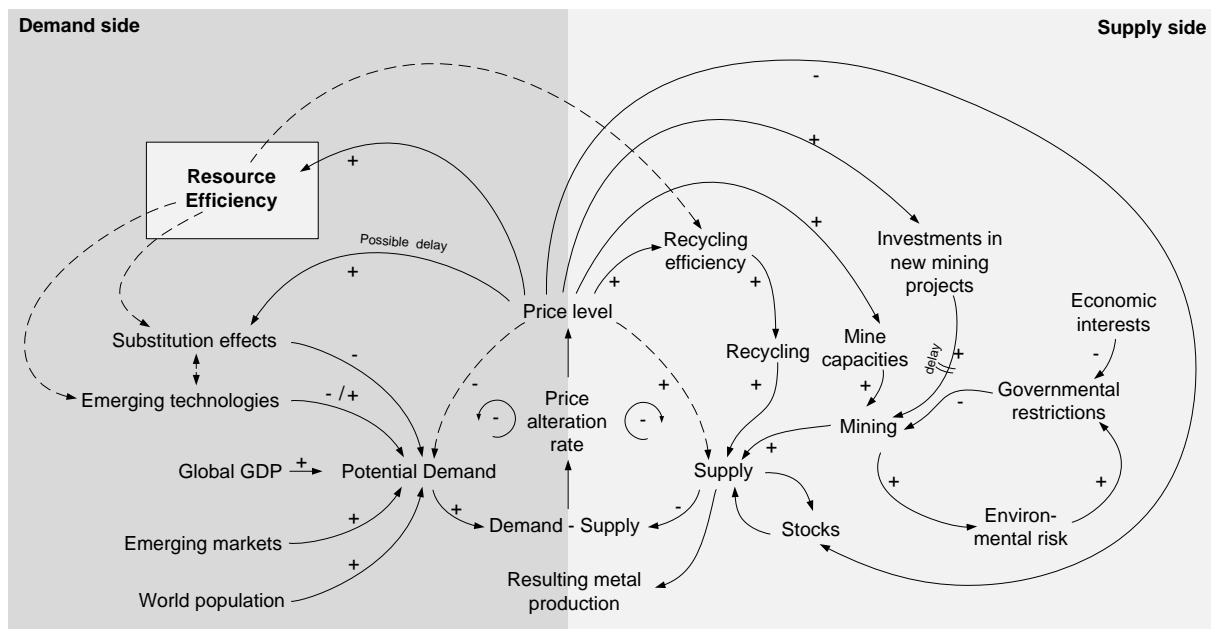 Demand side
Supply side
-
+
Resource
Efficiency
+
Possible delay
+
Recycling
efficiency
+
+
+
Investments in
new mining
projects
Price level
Economic
interests
Substitution effects
-
Recycling
Mine
capacities
delay
+
-
Emerging technologies
- / +
-
+
+
+
Governmental
restrictions
-
Price
alteration
rate
-
-
Mining
+
Global GDP
+
Potential Demand
Supply
+
+
+
-
Demand - Supply
Stocks
Environ-
mental risk
Emerging markets
+
+
Resulting metal
production
World population